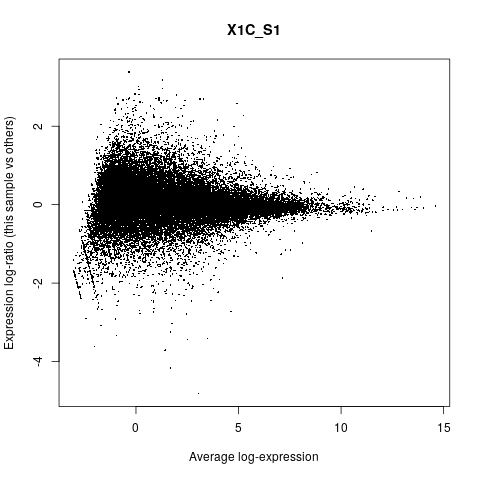 X1C_S1
Expression log-ratio (this sample vs others)
2
0
-2
-4
0 5 10 15
Average log-expression